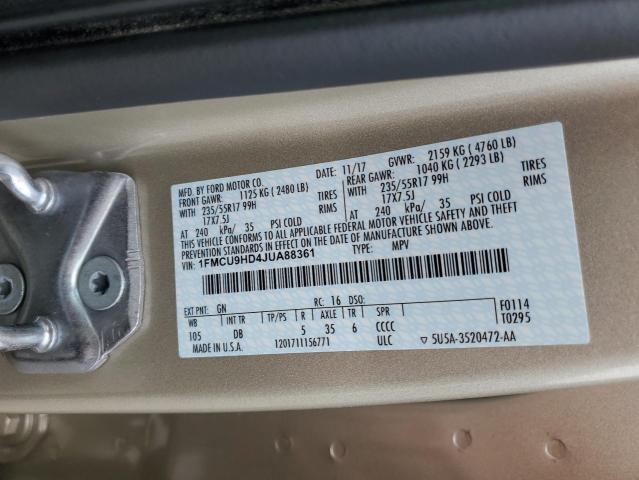 MFD. BY FORD MOTOR CO.
DATE: 11/17 GVWR: 2159 KG ( 4760 LB)
FRONT GAWR: 1125 KG ( 2480 LB) REAR GAWR: 1040 KG ( 2293 LB)
WITH 235/55R17 99H TIRES WITH 235/55R17 99H TIRES
17X7.5J RIMS 17X7.5J RIMS
AT 240 kPa/ 35 PSI COLD AT 240 kPa/ 35 PSI COLD
THIS VEHICLE CONFORMS TO ALL APPLICABLE FEDERAL MOTOR VEHICLE SAFETY AND THEFT
PREVENTION STANDARDS IN EFFECT ON THE DATE OF MANUFACTURE SHOWN ABOVE.
1FMCU9HD4JUA88361 TYPE: MPV
EXT PNT: GN RC: 16 DSO: F0114
WB INT TR TP/PS R AXLE TR SPR T0295
105 DB 5 35 6 CCCC
MADE IN U.S.A. 1201711156771 ULC ▽ 5U5A-3520472-AA